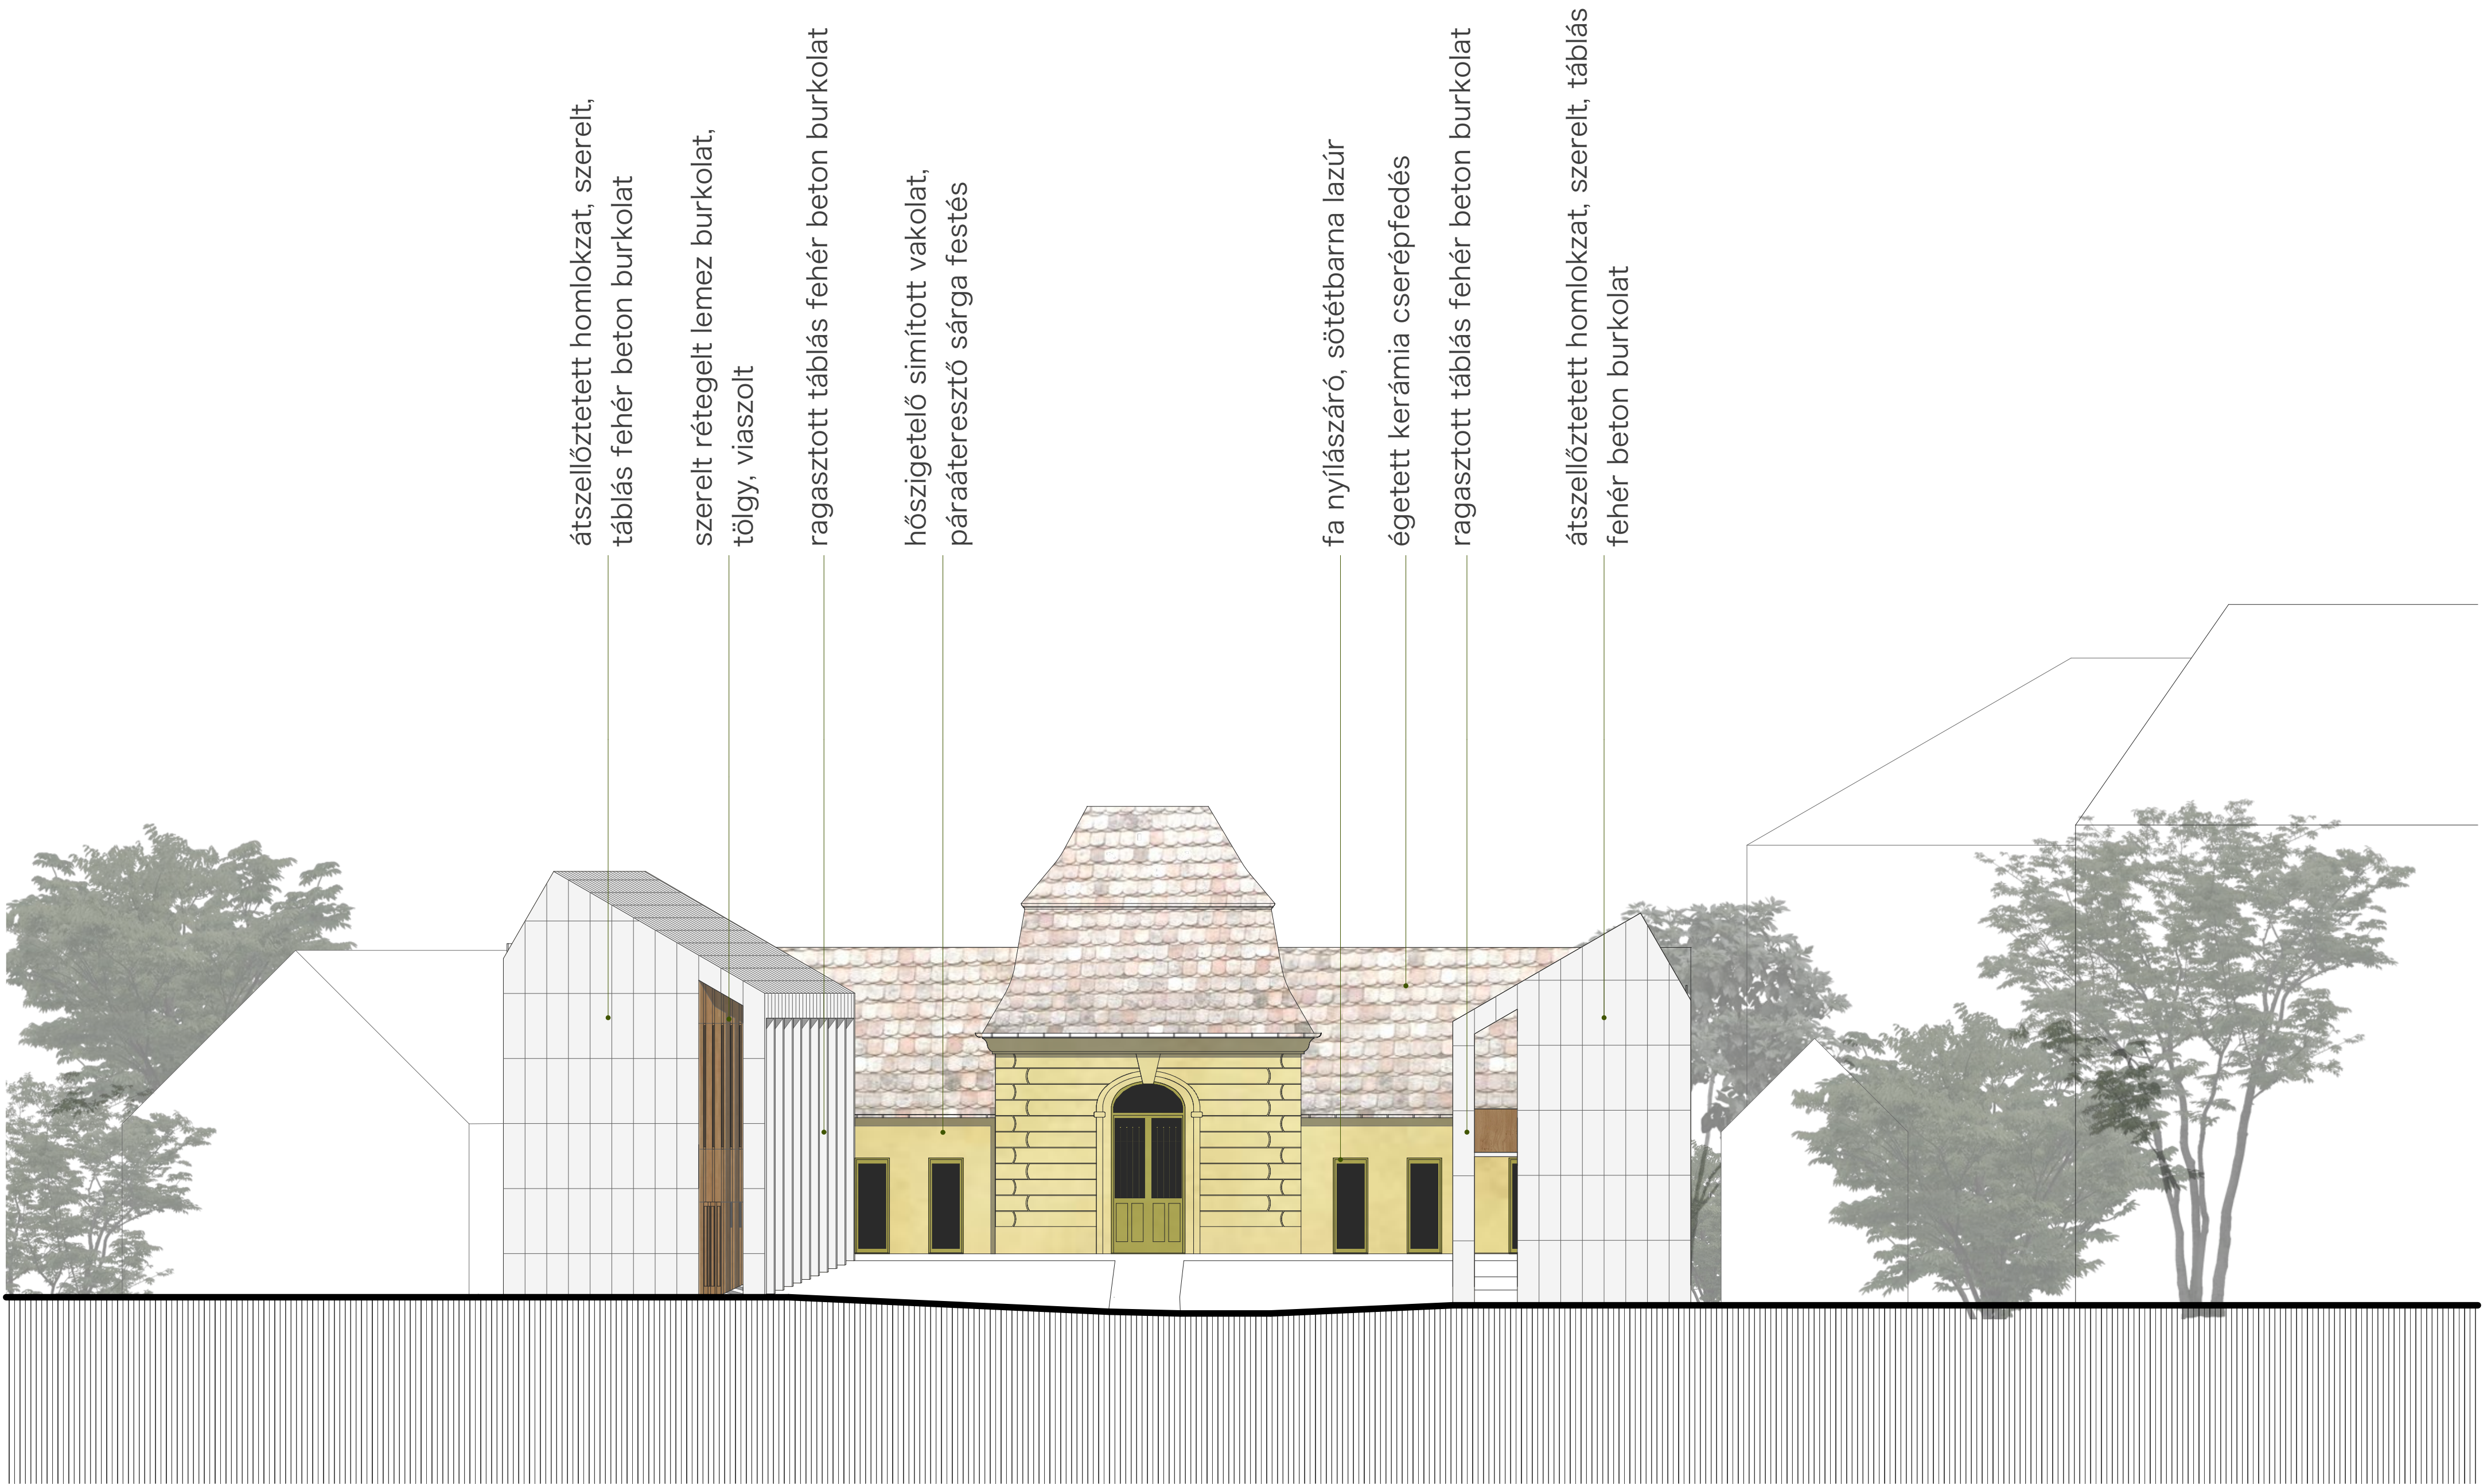 átszellőztetett homlokzat, szerelt,
táblás fehér beton burkolat
szerelt rétegelt lemez burkolat,
tölgy, viaszolt
ragasztott táblás fehér beton burkolat
hőszigetelő simított vakolat,
páraáteresztő sárga festés
fa nyílászáró, sötétbarna lazúr
égetett kerámia cserépfedés
ragasztott táblás fehér beton burkolat
átszellőztetett homlokzat, szerelt, táblás
fehér beton burkolat